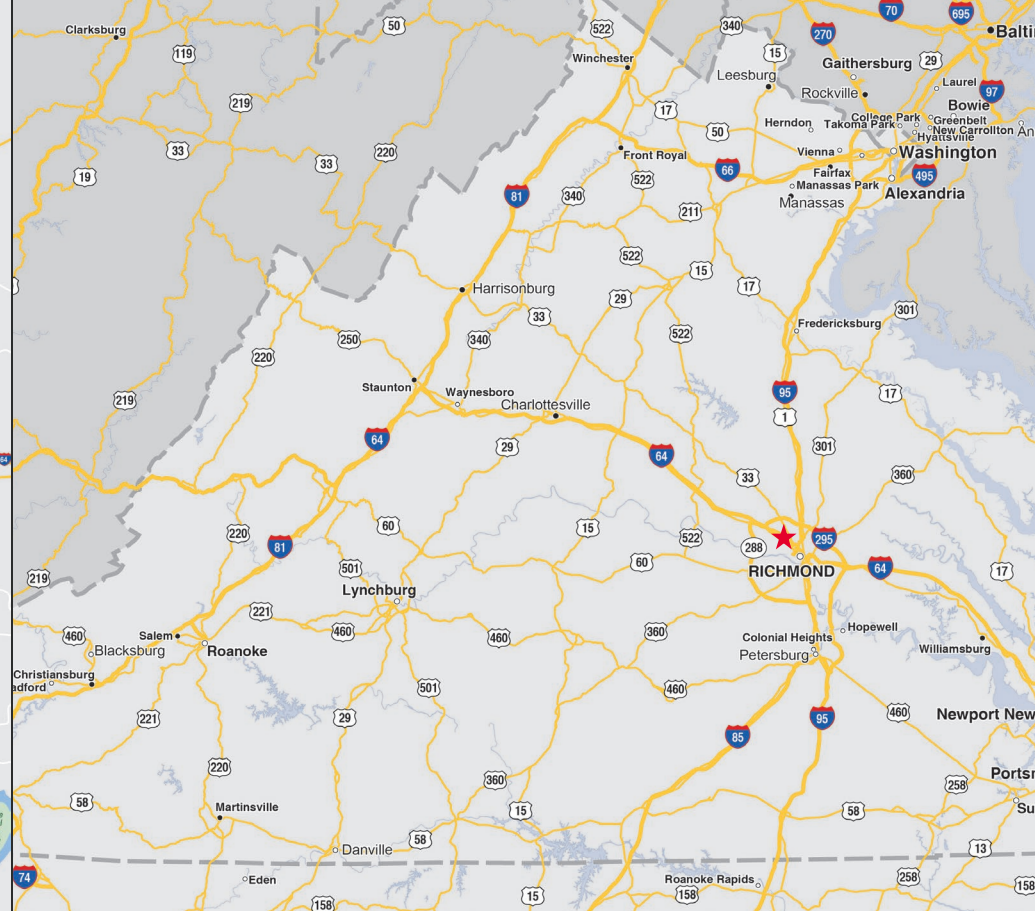 70
695
50
522
340
Clarksburg
270
Balti
119
15
Winchester
Gaithersburg
29
Leesburg
Laurel
Rockville
97
219
17
Bowie
College Park
Herndon
Takoma Park
Greenbelt
50
New Carrollton
An
Hyattsville
33
220
Vienna
Washington
33
Front Royal
66
Fairfax
19
522
Manassas Park
495
81
340
Manassas
Alexandria
211
522
15
Harrisonburg
17
29
33
301
Fredericksburg
250
340
522
220
Staunton
Waynesboro
95
17
219
Charlottesville
1
64
29
64
301
64
33
360
60
15
220
522
295
81
288
60
501
RICHMOND
64
17
219
Lynchburg
221
460
Salem
460
460
360
Hopewell
Colonial Heights
Blacksburg
Roanoke
Petersburg
Williamsburg
Christiansburg
adford
501
460
221
29
95
460
Newport New
85
220
360
Ports
258
58
Martinsville
15
58
Su
58
Danville
13
74
Eden
Roanoke Rapids
258
158
158
15
158